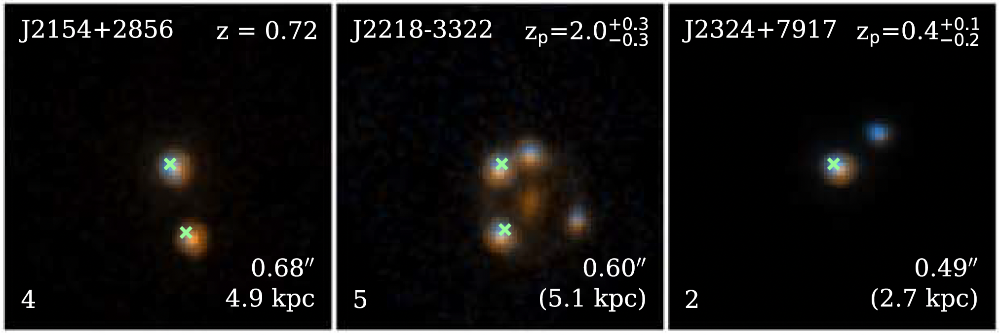 J2154+2856 z = 0.72
0.68″
4 4.9 kpc
J2218-3322 zₚ=2.0⁺⁰·³₋₀.₃
0.60″
5 (5.1 kpc)
J2324+7917 zₚ=0.4⁺⁰·¹₋₀.₂
0.49″
2 (2.7 kpc)